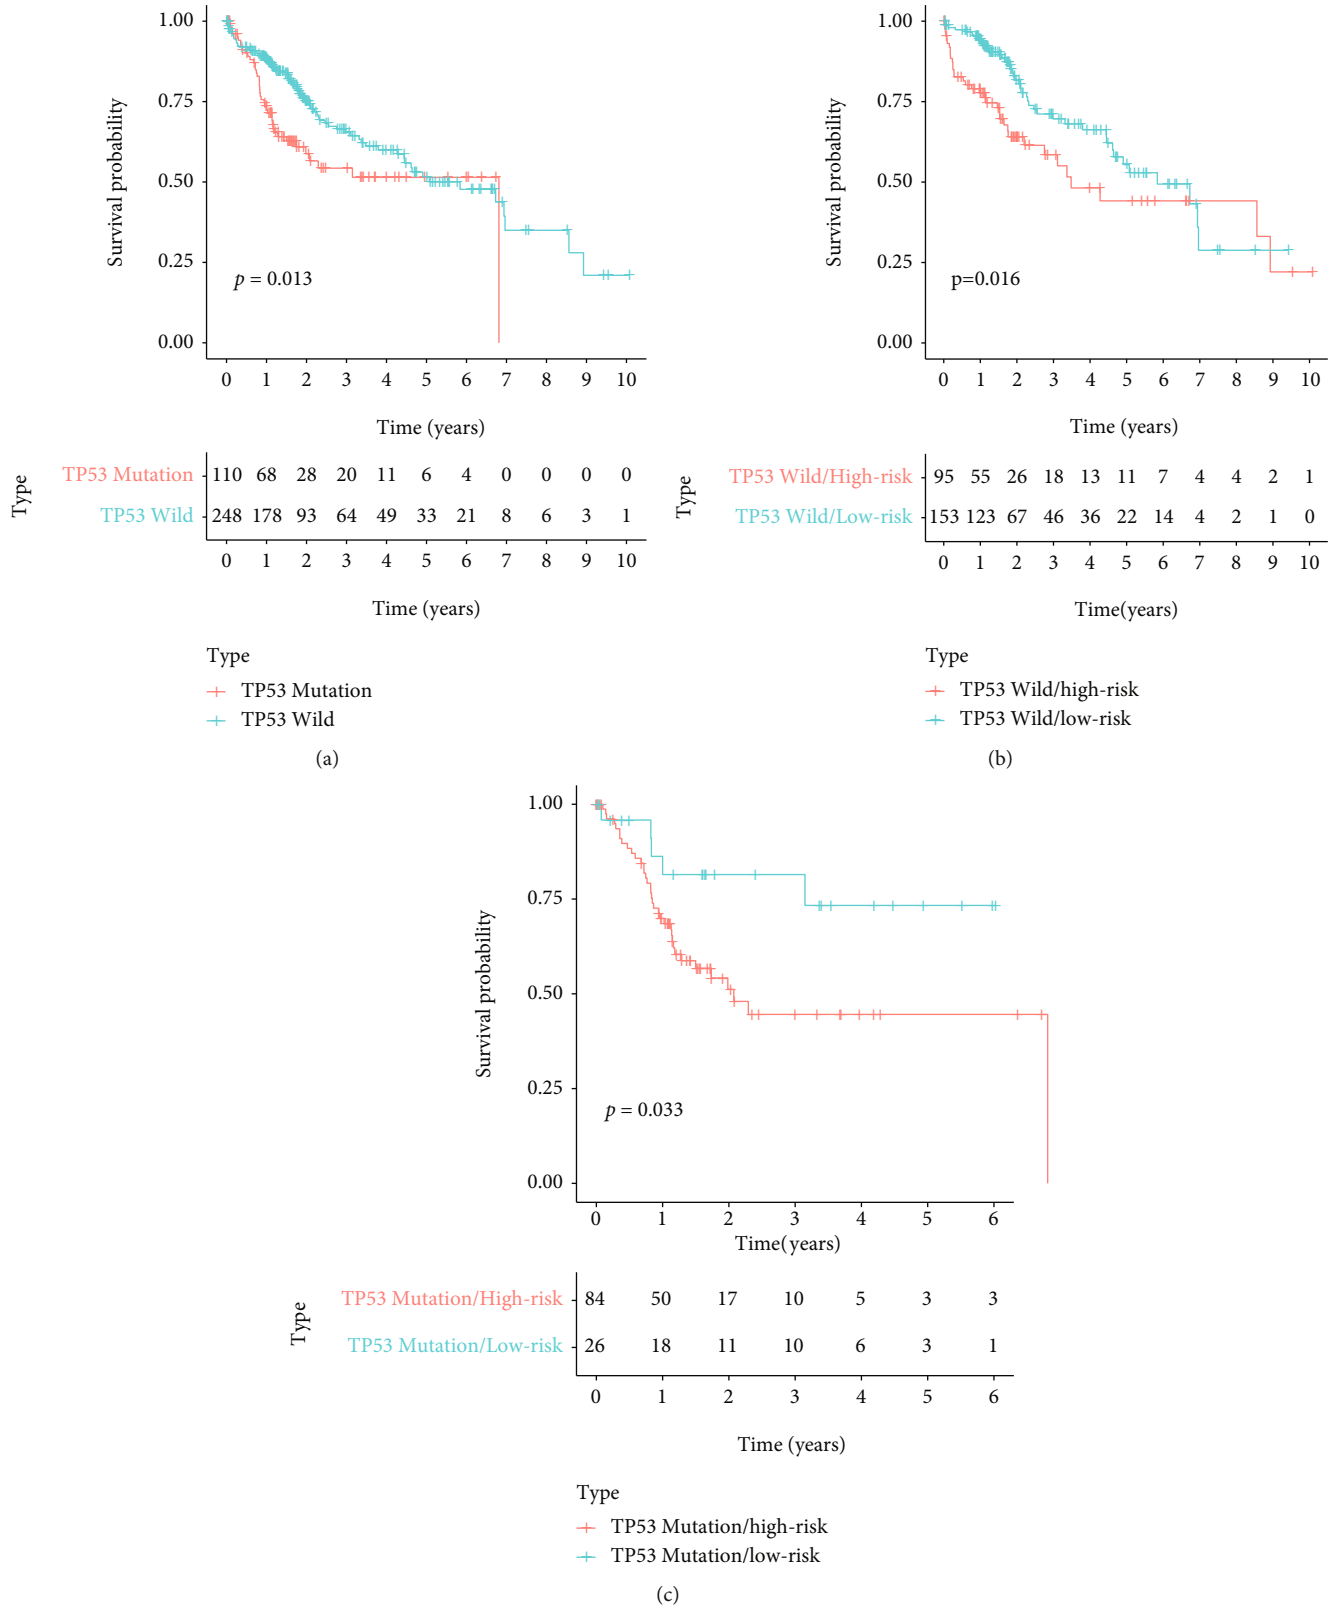 1.00
0.75
0.50
0.25
0.00
Survival probability
p = 0.013
0 1 2 3 4 5 6 7 8 9 10
Time (years)
Type
TP53 Mutation 110 68 28 20 11 6 4 0 0 0 0
TP53 Wild 248 178 93 64 49 33 21 8 6 3 1
0 1 2 3 4 5 6 7 8 9 10
Time (years)
Type
TP53 Mutation
TP53 Wild
(a)
1.00
0.75
0.50
0.25
0.00
Survival probability
p=0.016
0 1 2 3 4 5 6 7 8 9 10
Time (years)
Type
TP53 Wild/High-risk 95 55 26 18 13 11 7 4 4 2 1
TP53 Wild/Low-risk 153 123 67 46 36 22 14 4 2 1 0
0 1 2 3 4 5 6 7 8 9 10
Time(years)
Type
TP53 Wild/high-risk
TP53 Wild/low-risk
(b)
1.00
0.75
0.50
0.25
0.00
Survival probability
p = 0.033
0 1 2 3 4 5 6
Time(years)
Type
TP53 Mutation/High-risk 84 50 17 10 5 3 3
TP53 Mutation/Low-risk 26 18 11 10 6 3 1
0 1 2 3 4 5 6
Time (years)
Type
TP53 Mutation/high-risk
TP53 Mutation/low-risk
(c)